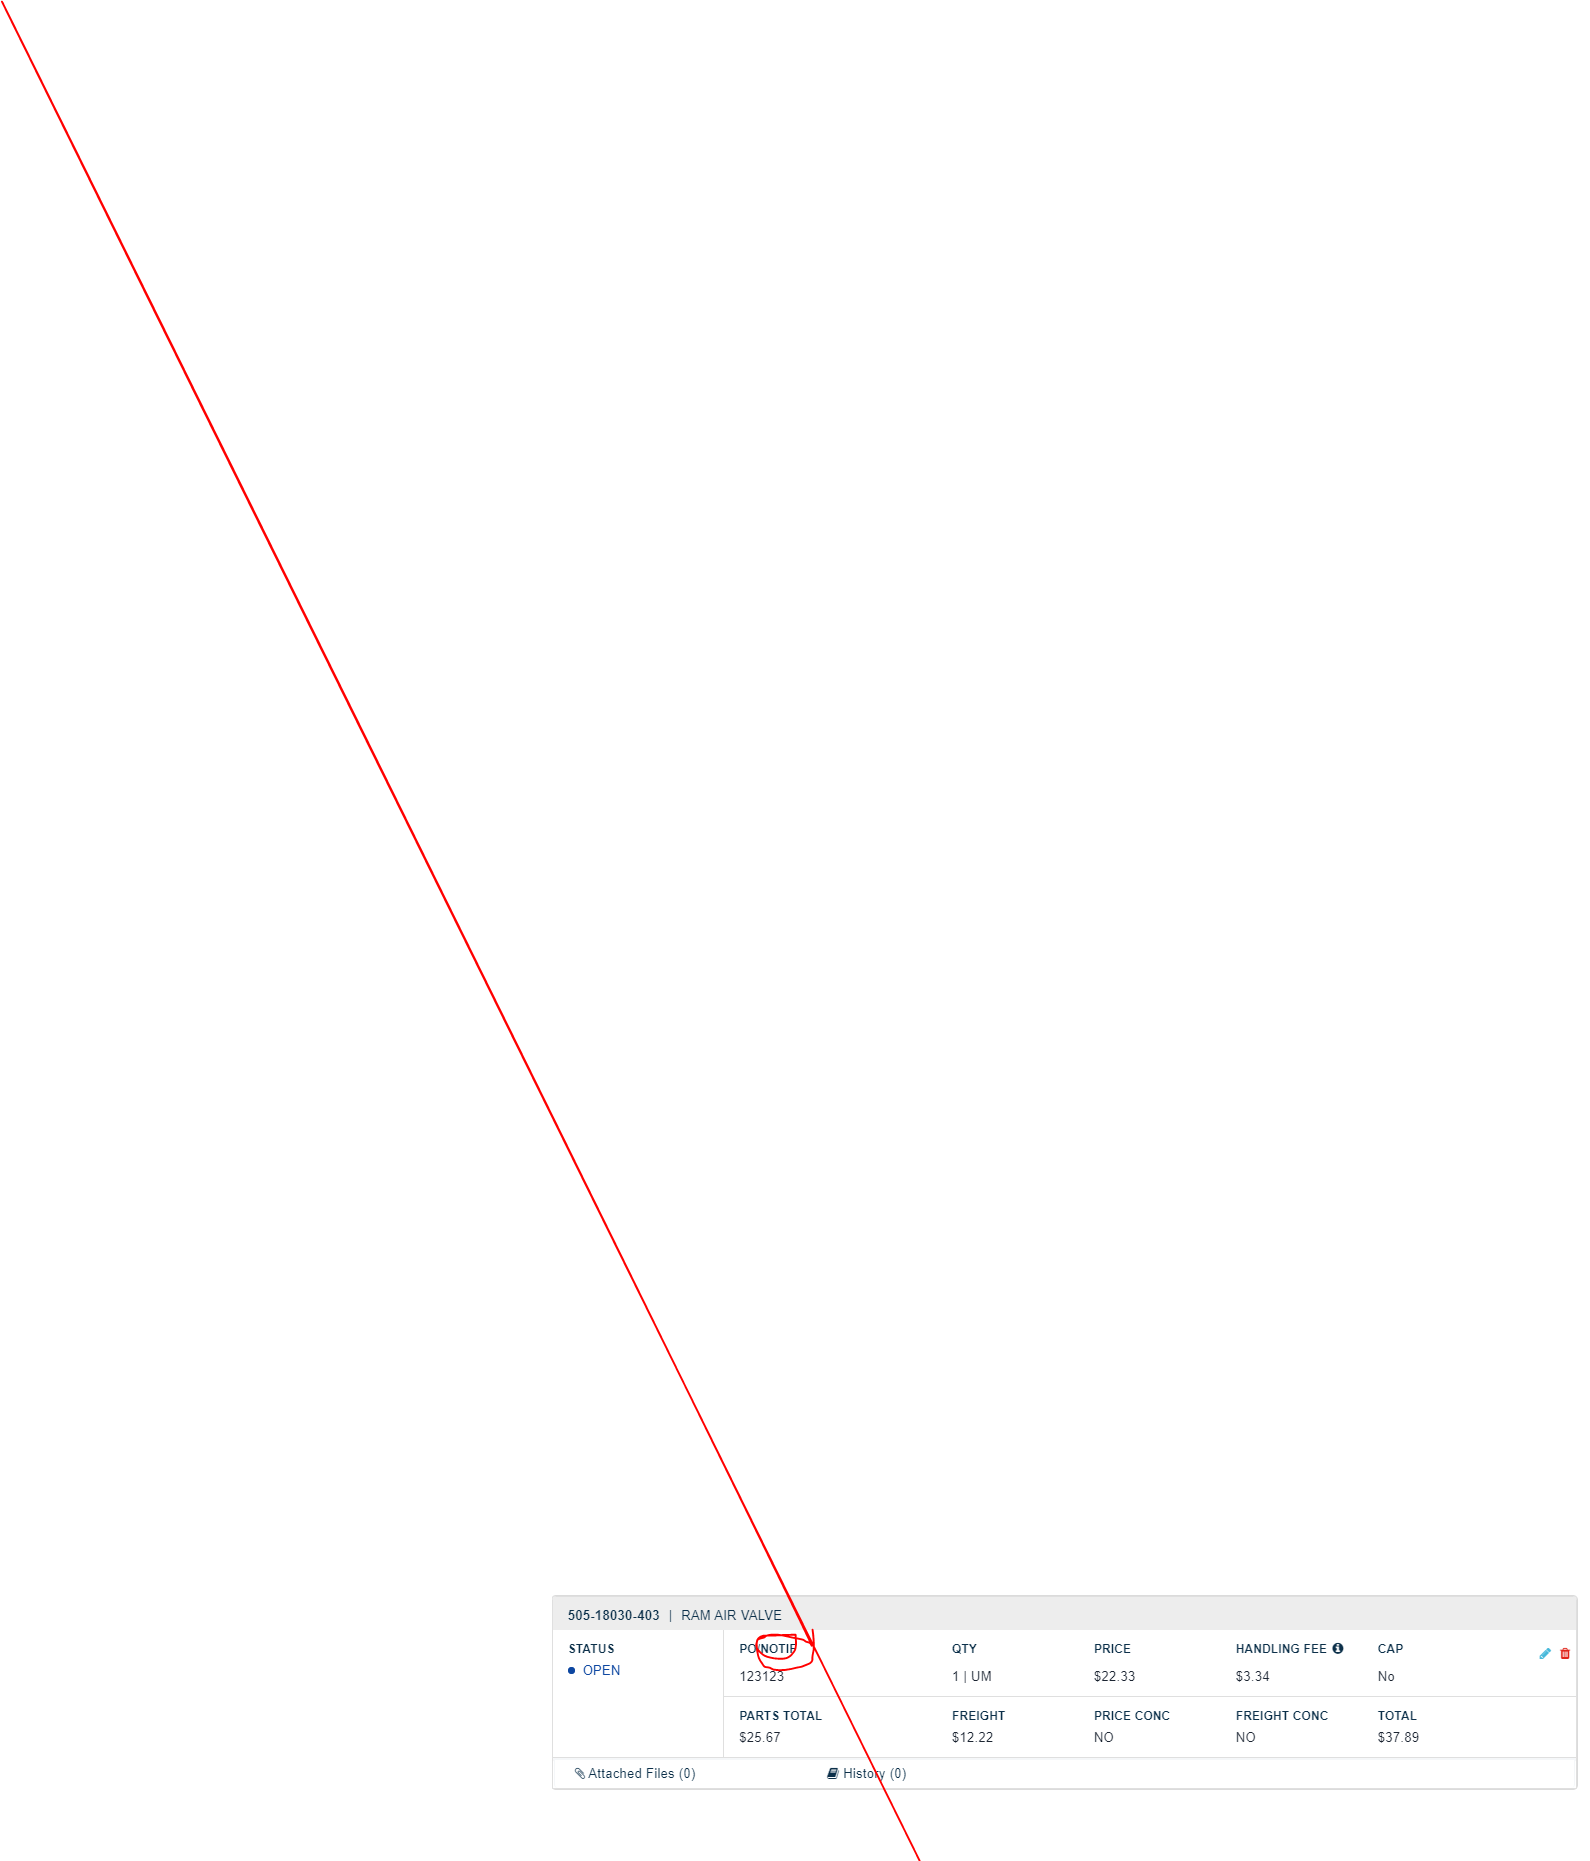 505-18030-403 | RAM AIR VALVE
STATUS
OPEN
PO/NOTIF QTY PRICE HANDLING FEE CAP
123123 1 | UM $22.33 $3.34 No
PARTS TOTAL FREIGHT PRICE CONC FREIGHT CONC TOTAL
$25.67 $12.22 NO NO $37.89
Attached Files (0) History (0)